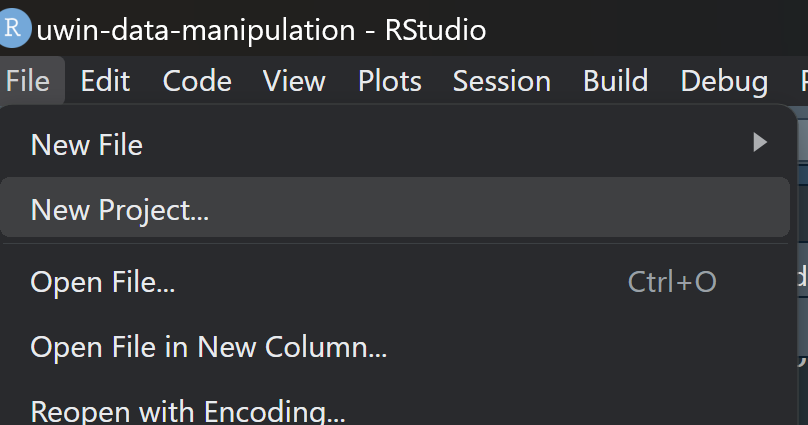 R uwin-data-manipulation - RStudio
File Edit Code View Plots Session Build Debug
New File
New Project...
Open File... Ctrl+O
Open File in New Column...
Reopen with Encoding...